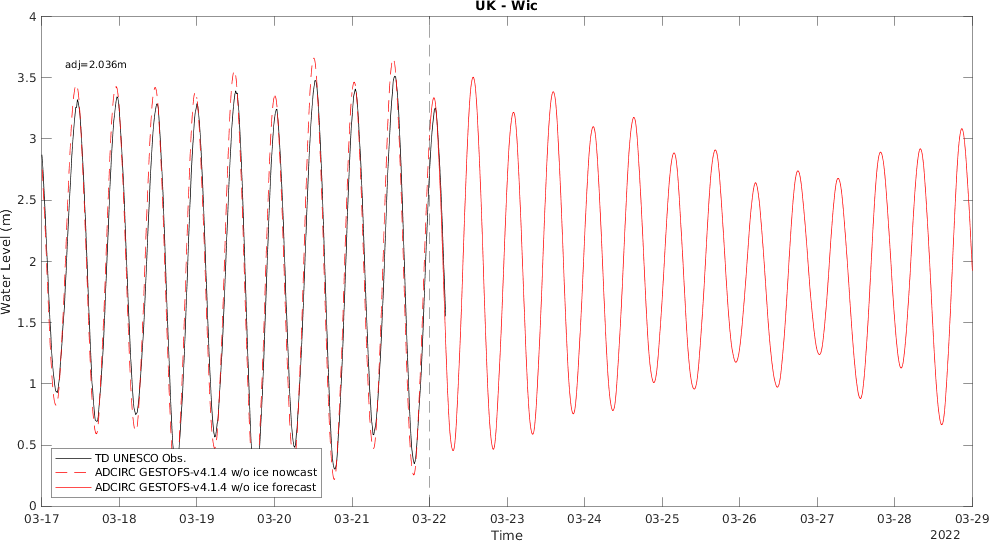 UK - Wic
adj=2.036m
Water Level (m)
4
3.5
3
2.5
2
1.5
1
0.5
0
TD UNESCO Obs.
ADCIRC GESTOFS-v4.1.4 w/o ice nowcast
ADCIRC GESTOFS-v4.1.4 w/o ice forecast
03-17 03-18 03-19 03-20 03-21 03-22 03-23 03-24 03-25 03-26 03-27 03-28 03-29
Time
2022